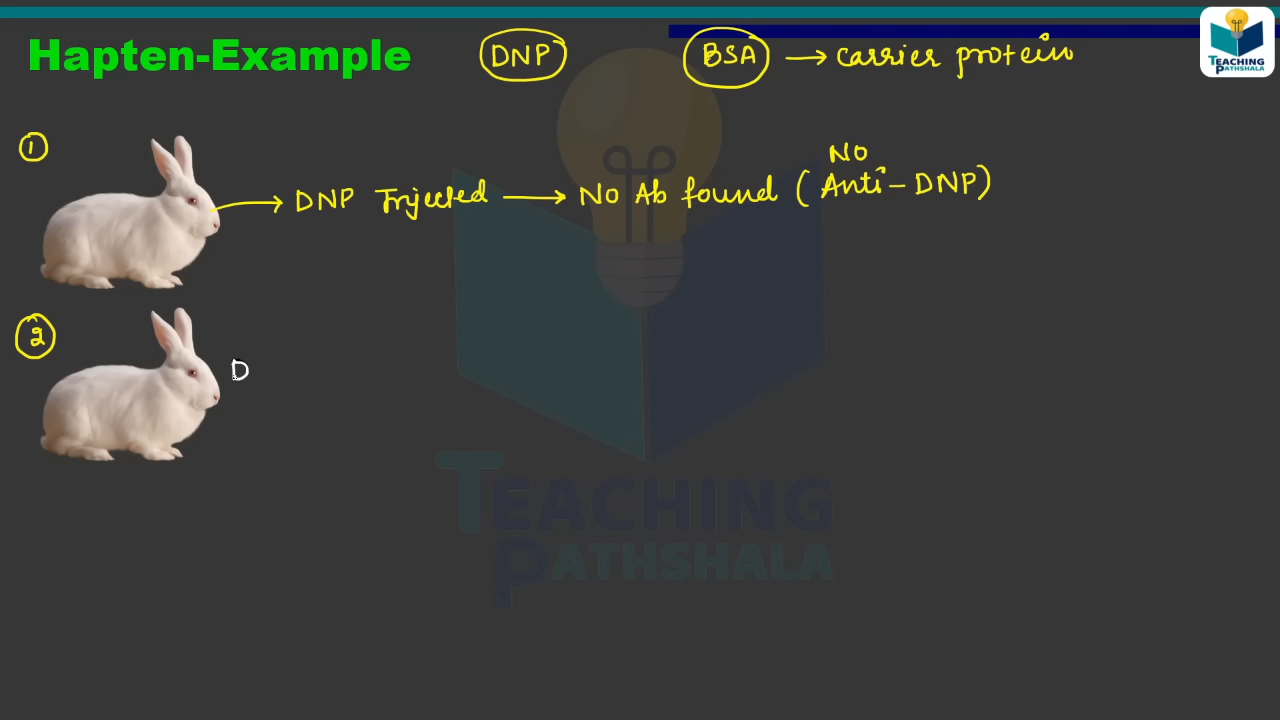 Hapten-Example DNP BSA → carrier protein
TEACHING
PATHSHALA
1
DNP Injected → No Ab found (No Anti-DNP)
2
D
TEACHING
PATHSHALA